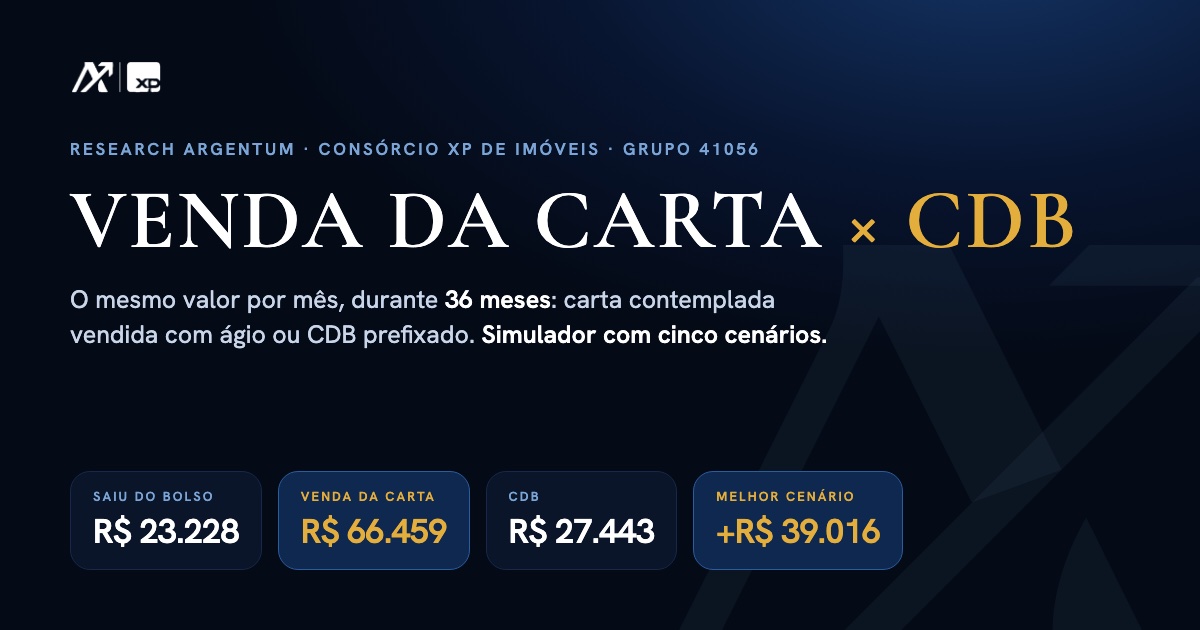 xp
RESEARCH ARGENTUM · CONSÓRCIO XP DE IMÓVEIS · GRUPO 41056
VENDA DA CARTA × CDB
O mesmo valor por mês, durante 36 meses: carta contemplada
vendida com ágio ou CDB prefixado. Simulador com cinco cenários.
SAIU DO BOLSO
R$ 23.228
VENDA DA CARTA
R$ 66.459
CDB
R$ 27.443
MELHOR CENÁRIO
+R$ 39.016